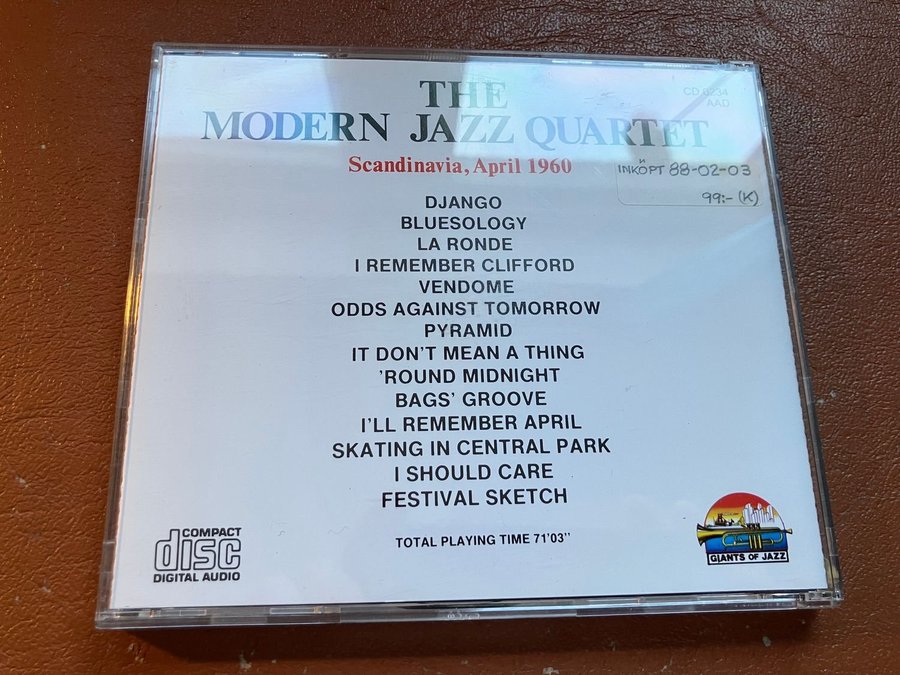 THE
MODERN JAZZ QUARTET
Scandinavia, April 1960
CD 8234
AAD
INKÖPT 88-02-03
99:- (K)
DJANGO
BLUESOLOGY
LA RONDE
I REMEMBER CLIFFORD
VENDOME
ODDS AGAINST TOMORROW
PYRAMID
IT DON'T MEAN A THING
'ROUND MIDNIGHT
BAGS' GROOVE
I'LL REMEMBER APRIL
SKATING IN CENTRAL PARK
I SHOULD CARE
FESTIVAL SKETCH
TOTAL PLAYING TIME 71'03''
COMPACT
disc
DIGITAL AUDIO
GIANTS OF JAZZ